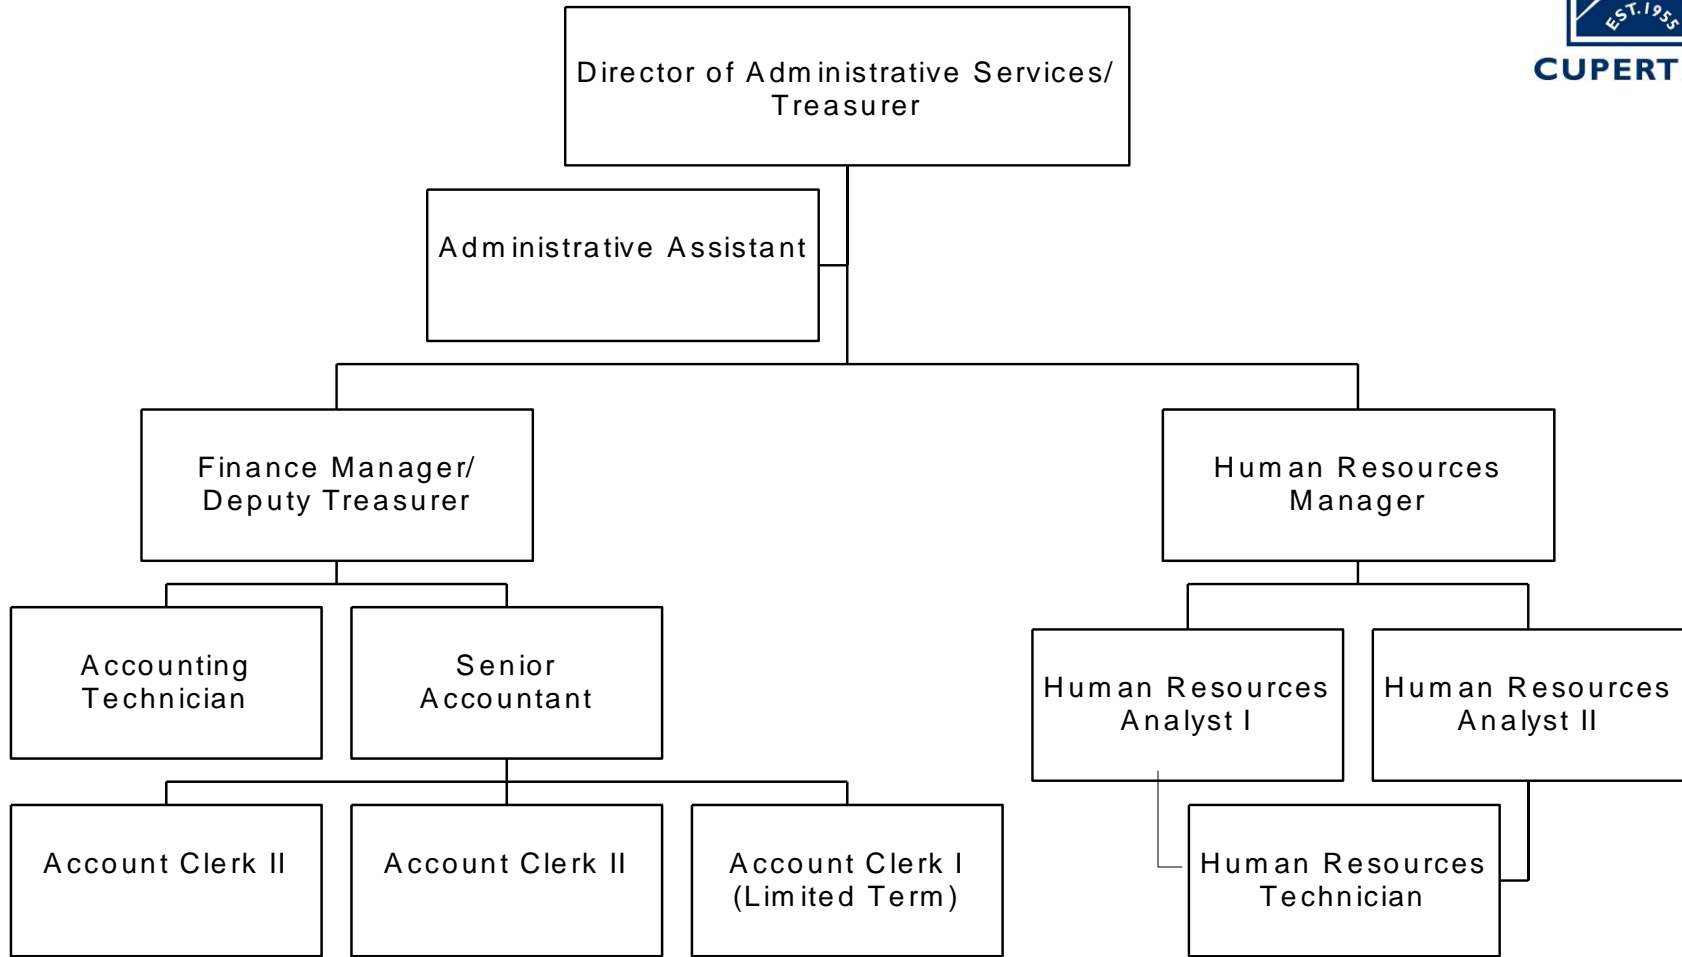 EST. 1955
CUPERT
Director of Administrative Services/
Treasurer
Administrative Assistant
Finance Manager/
Deputy Treasurer
Human Resources
Manager
Accounting
Technician
Senior
Accountant
Human Resources
Analyst I
Human Resources
Analyst II
Account Clerk II
Account Clerk II
Account Clerk I
(Limited Term)
Human Resources
Technician